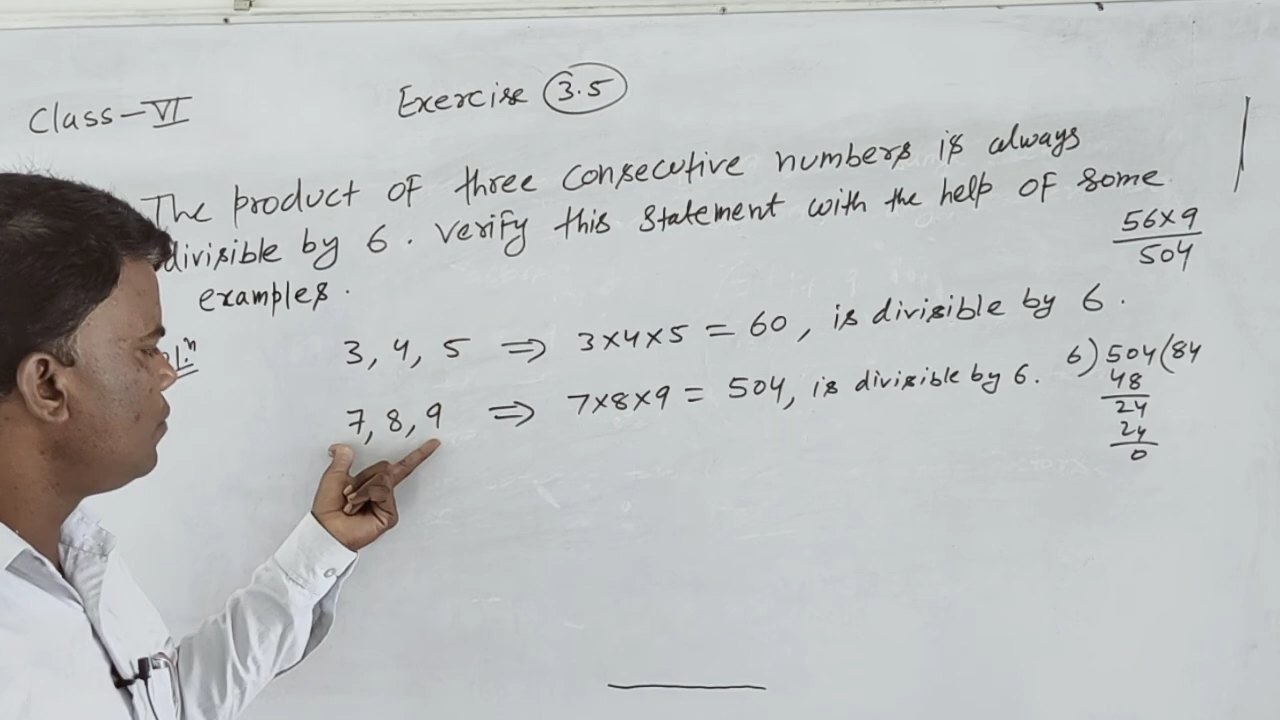 Class-VI
Exercise 3.5
The product of three consecutive numbers is always
divisible by 6. Verify this statement with the help of some
examples.
56×9
504
3, 4, 5 ⇒ 3×4×5 = 60, is divisible by 6.
7, 8, 9 ⇒ 7×8×9 = 504, is divisible by 6.
6) 504 (84
48
24
24
0